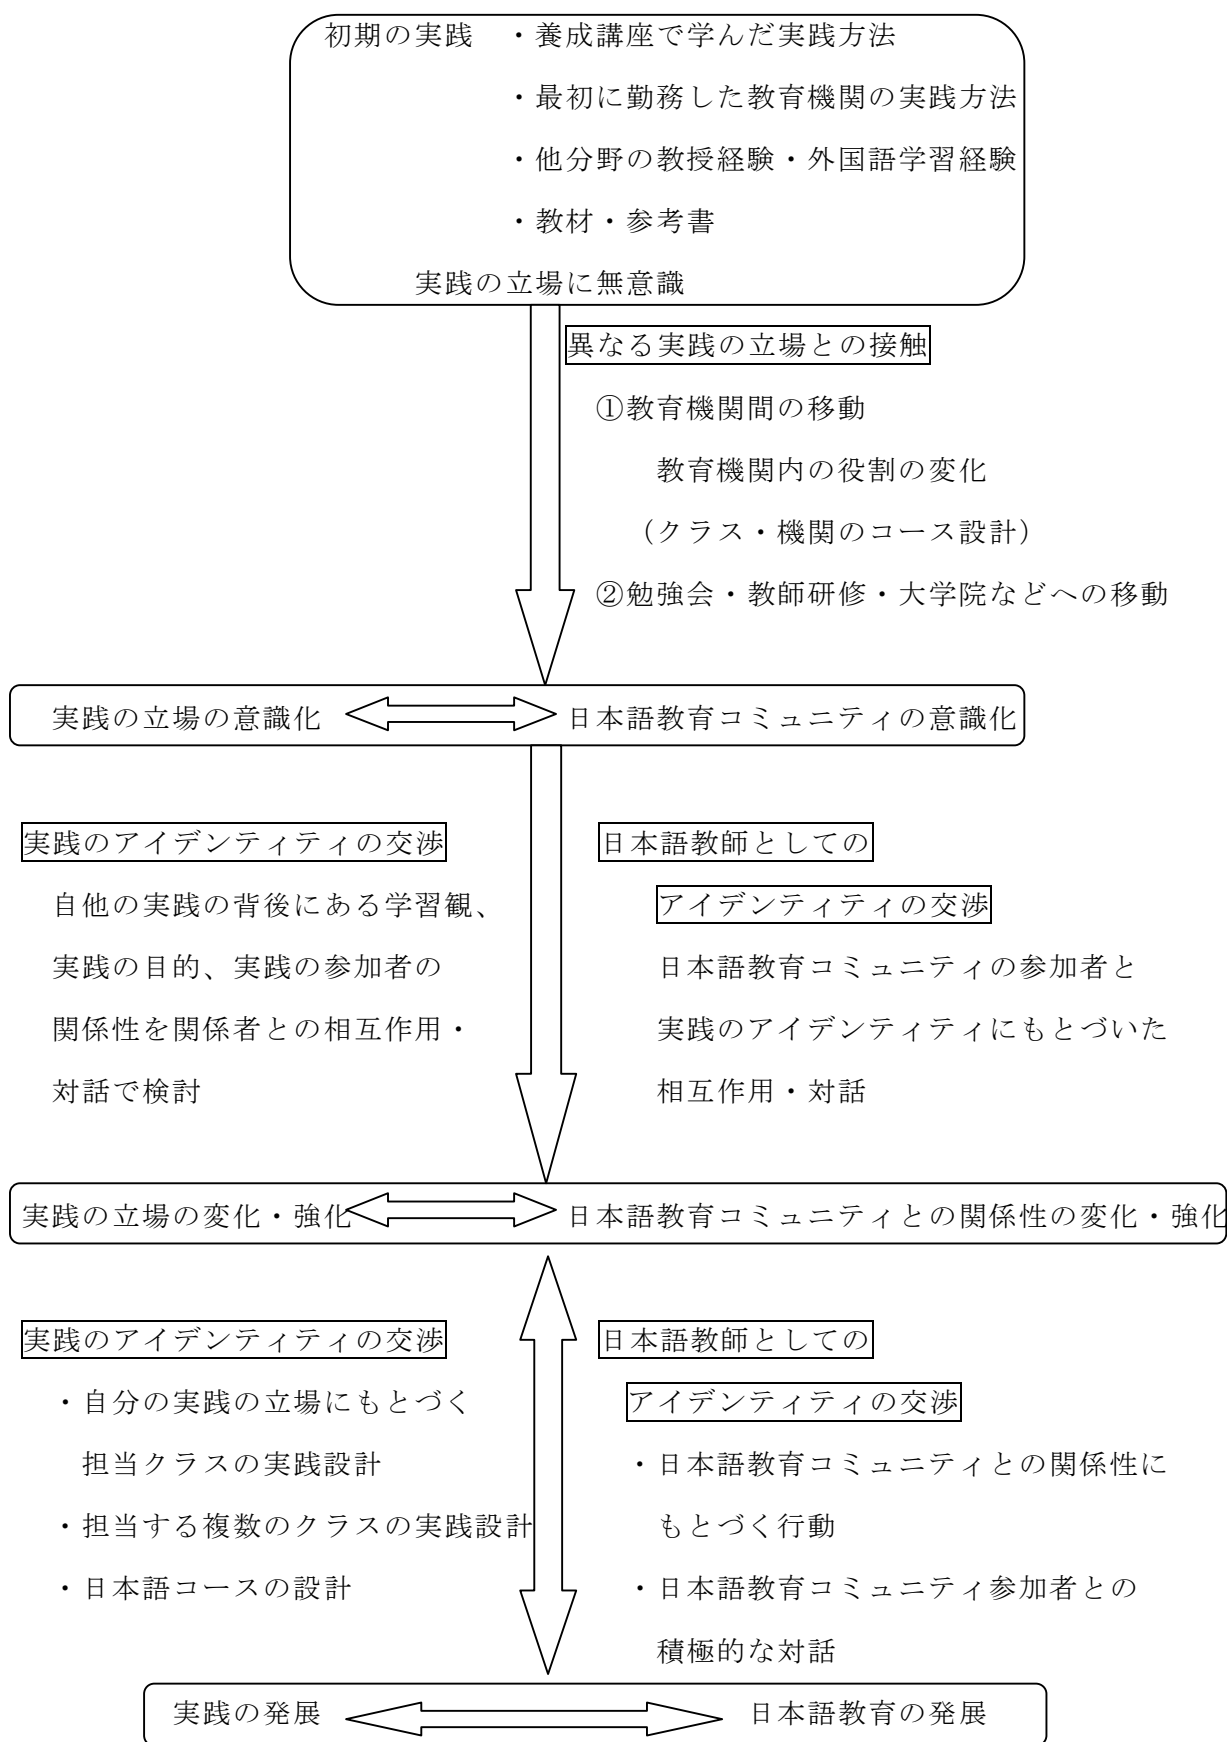 初期の実践 ・養成講座で学んだ実践方法
・最初に勤務した教育機関の実践方法
・他分野の教授経験・外国語学習経験
・教材・参考書
実践の立場に無意識
異なる実践の立場との接触
①教育機関間の移動
教育機関内の役割の変化
（クラス・機関のコース設計）
②勉強会・教師研修・大学院などへの移動
実践の立場の意識化
日本語教育コミュニティの意識化
実践のアイデンティティの交渉
自他の実践の背後にある学習観、
実践の目的、実践の参加者の
関係性を関係者との相互作用・
対話で検討
日本語教師としての
アイデンティティの交渉
日本語教育コミュニティの参加者と
実践のアイデンティティにもとづいた
相互作用・対話
実践の立場の変化・強化
日本語教育コミュニティとの関係性の変化・強化
実践のアイデンティティの交渉
・自分の実践の立場にもとづく
担当クラスの実践設計
・担当する複数のクラスの実践設計
・日本語コースの設計
日本語教師としての
アイデンティティの交渉
・日本語教育コミュニティとの関係性に
もとづく行動
・日本語教育コミュニティ参加者との
積極的な対話
実践の発展
日本語教育の発展